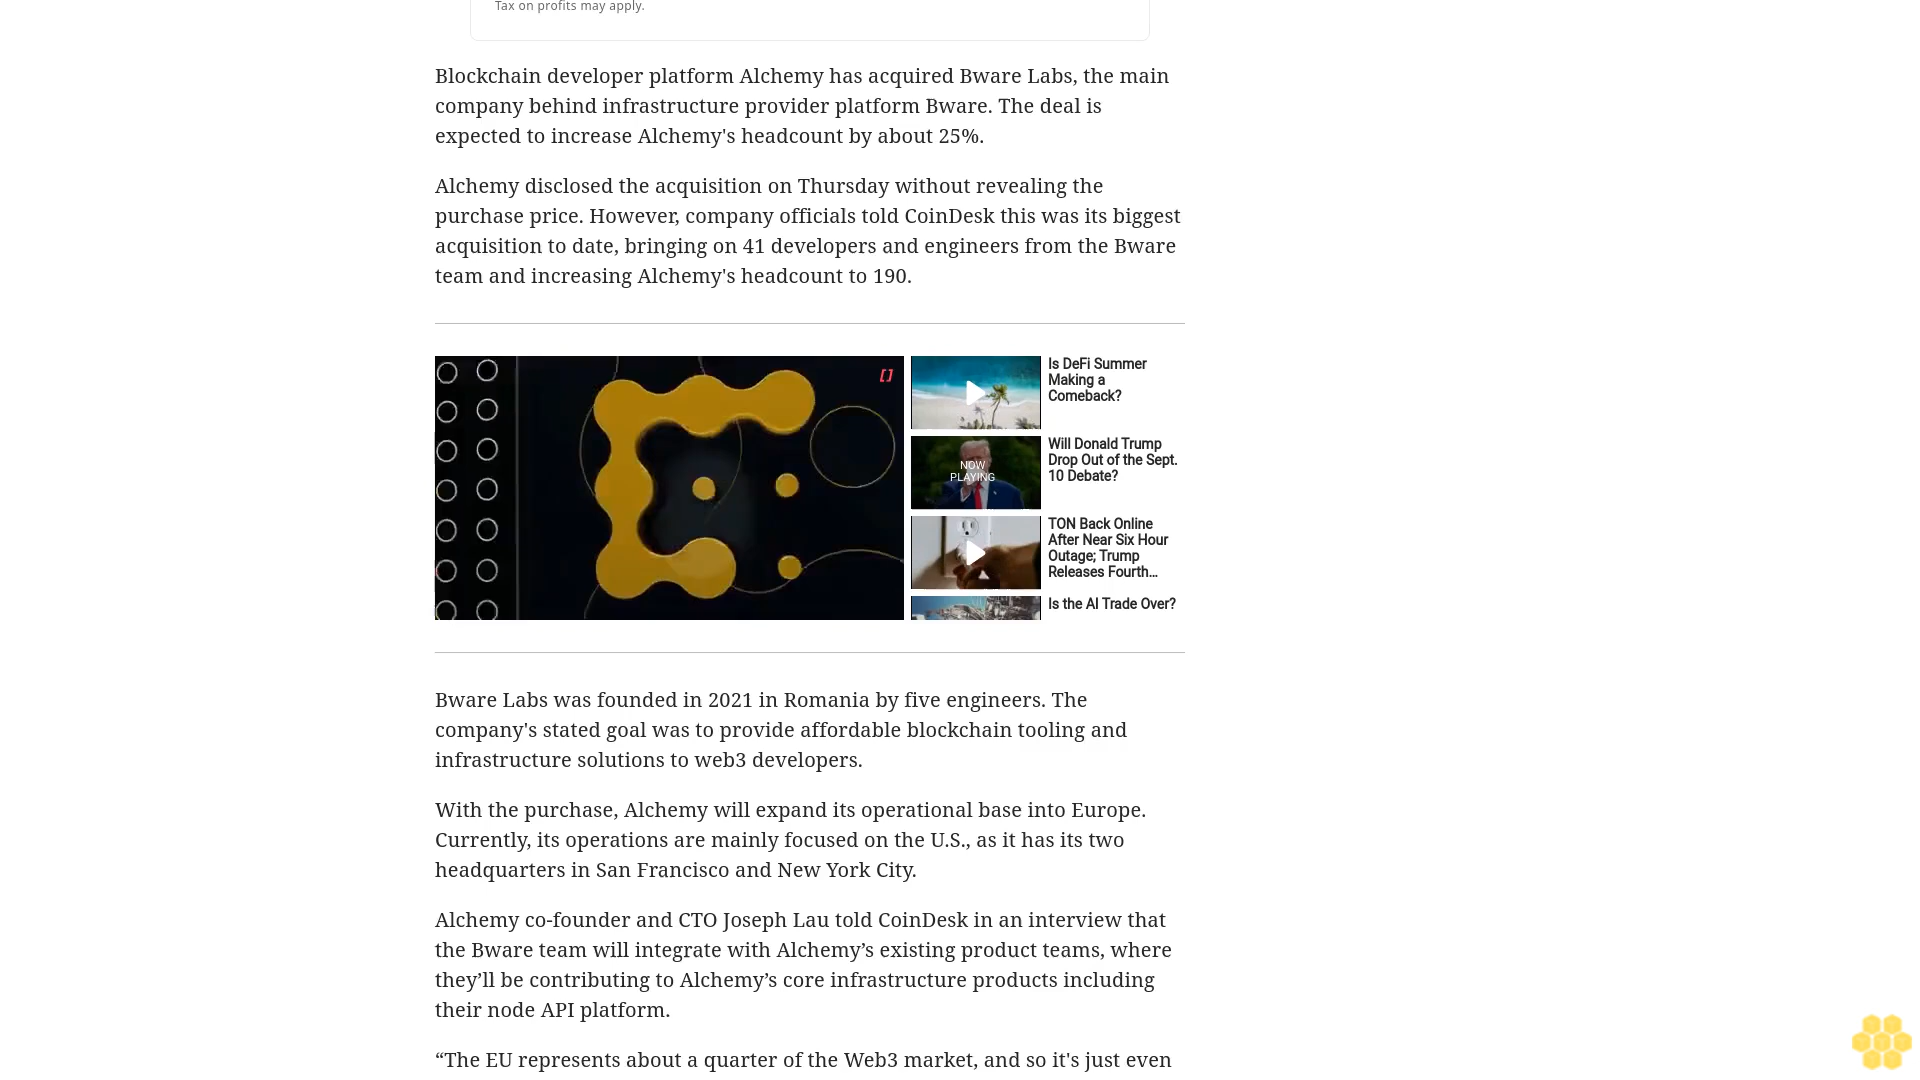 Tax on profits may apply.
Blockchain developer platform Alchemy has acquired Bware Labs, the main
company behind infrastructure provider platform Bware. The deal is
expected to increase Alchemy's headcount by about 25%.
Alchemy disclosed the acquisition on Thursday without revealing the
purchase price. However, company officials told CoinDesk this was its biggest
acquisition to date, bringing on 41 developers and engineers from the Bware
team and increasing Alchemy's headcount to 190.
Is DeFi Summer
Making a
Comeback?
NOW
PLAYING
Will Donald Trump
Drop Out of the Sept.
10 Debate?
TON Back Online
After Near Six Hour
Outage; Trump
Releases Fourth...
Is the AI Trade Over?
Bware Labs was founded in 2021 in Romania by five engineers. The
company's stated goal was to provide affordable blockchain tooling and
infrastructure solutions to web3 developers.
With the purchase, Alchemy will expand its operational base into Europe.
Currently, its operations are mainly focused on the U.S., as it has its two
headquarters in San Francisco and New York City.
Alchemy co-founder and CTO Joseph Lau told CoinDesk in an interview that
the Bware team will integrate with Alchemy’s existing product teams, where
they’ll be contributing to Alchemy’s core infrastructure products including
their node API platform.
“The EU represents about a quarter of the Web3 market, and so it's just even